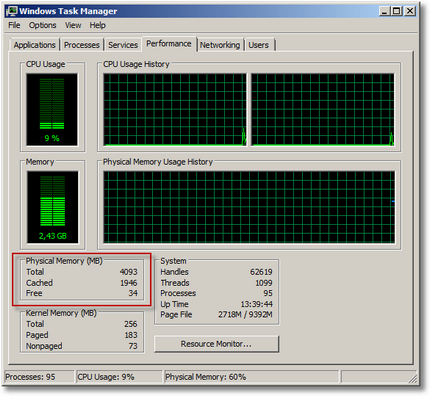 Windows Task Manager
File Options View Help
Applications Processes Services Performance Networking Users
CPU Usage
CPU Usage History
9 %
Memory
Physical Memory Usage History
2,43 GB
Physical Memory (MB)
Total 4093
Cached 1946
Free 34
System
Handles 62619
Threads 1099
Processes 95
Up Time 13:39:44
Page File 2718M / 9392M
Kernel Memory (MB)
Total 256
Paged 183
Nonpaged 73
Resource Monitor...
Processes: 95 CPU Usage: 9% Physical Memory: 60%